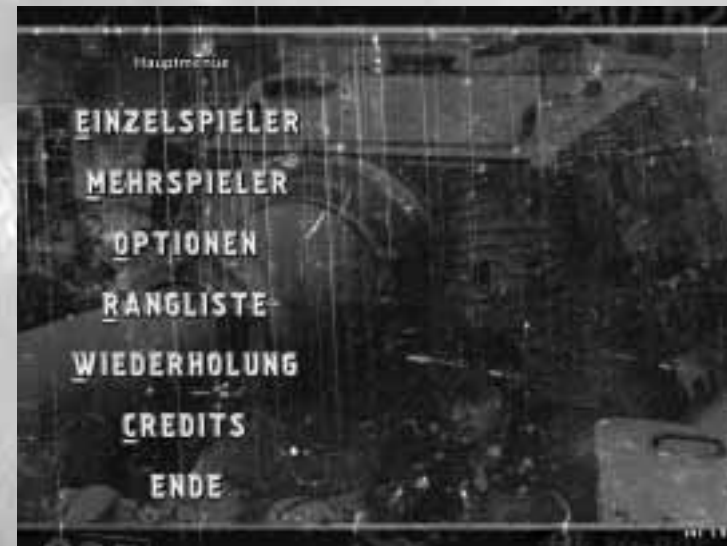 Hauptmenue
EINZELSPIELER
MEHRSPIELER
OPTIONEN
RANGLISTE
WIEDERHOLUNG
CREDITS
ENDE